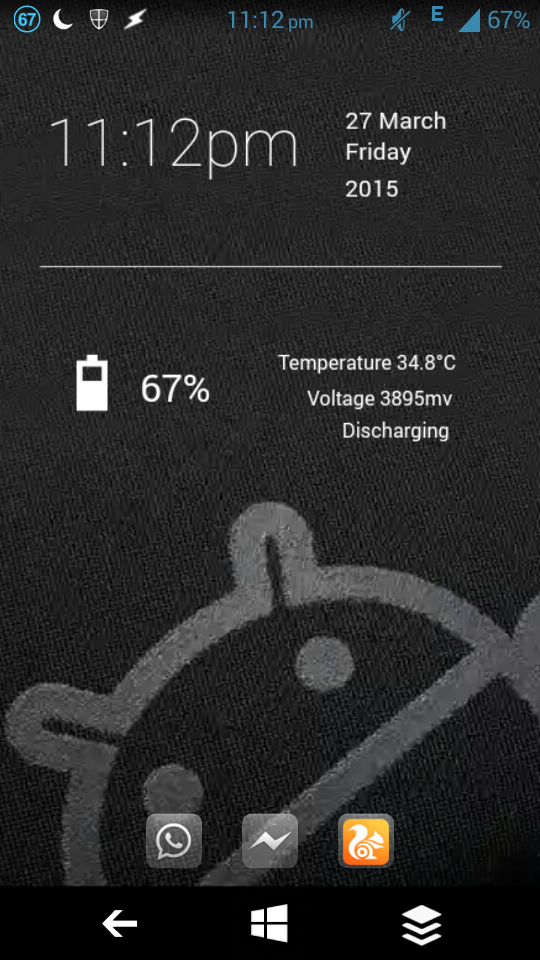 67 11:12 pm E 67%
11:12pm
27 March
Friday
2015
67%
Temperature 34.8°C
Voltage 3895mv
Discharging